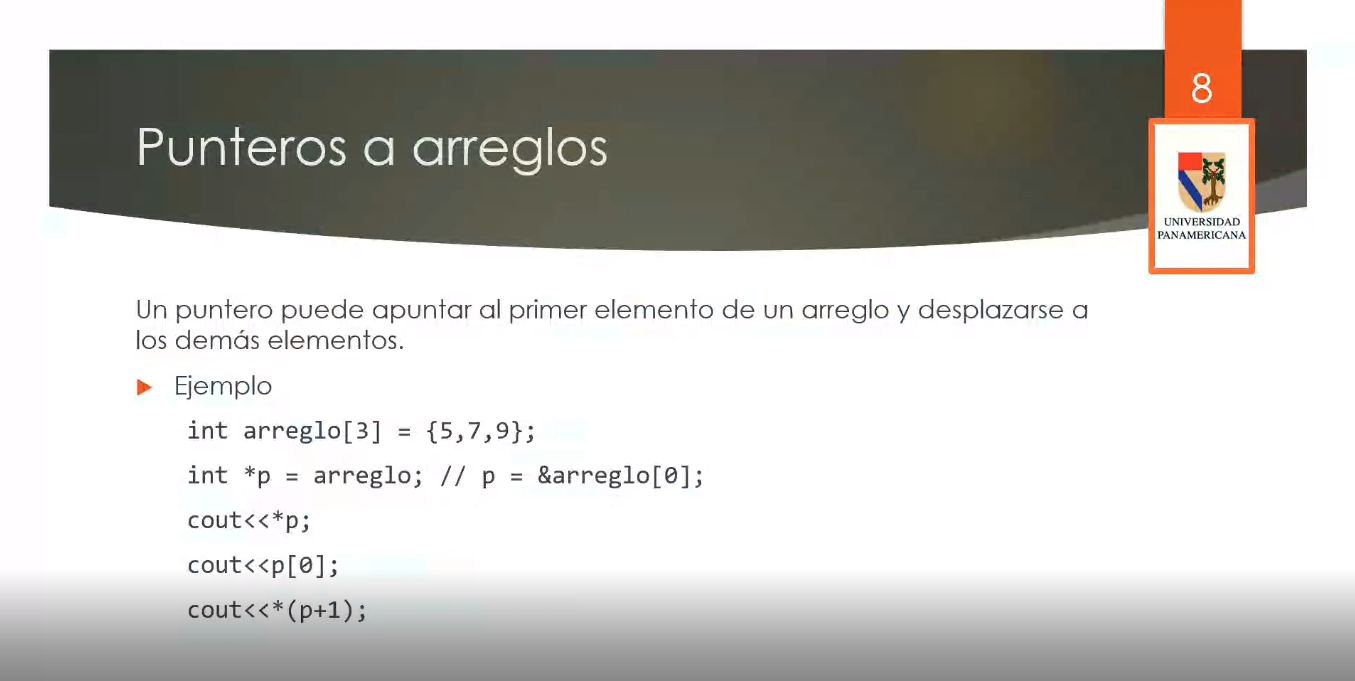 8
Punteros a arreglos
UNIVERSIDAD
PANAMERICANA
Un puntero puede apuntar al primer elemento de un arreglo y desplazarse a
los demás elementos.
Ejemplo
int arreglo[3] = {5,7,9};
int *p = arreglo; // p = &arreglo[0];
cout<<*p;
cout<<p[0];
cout<<*(p+1);